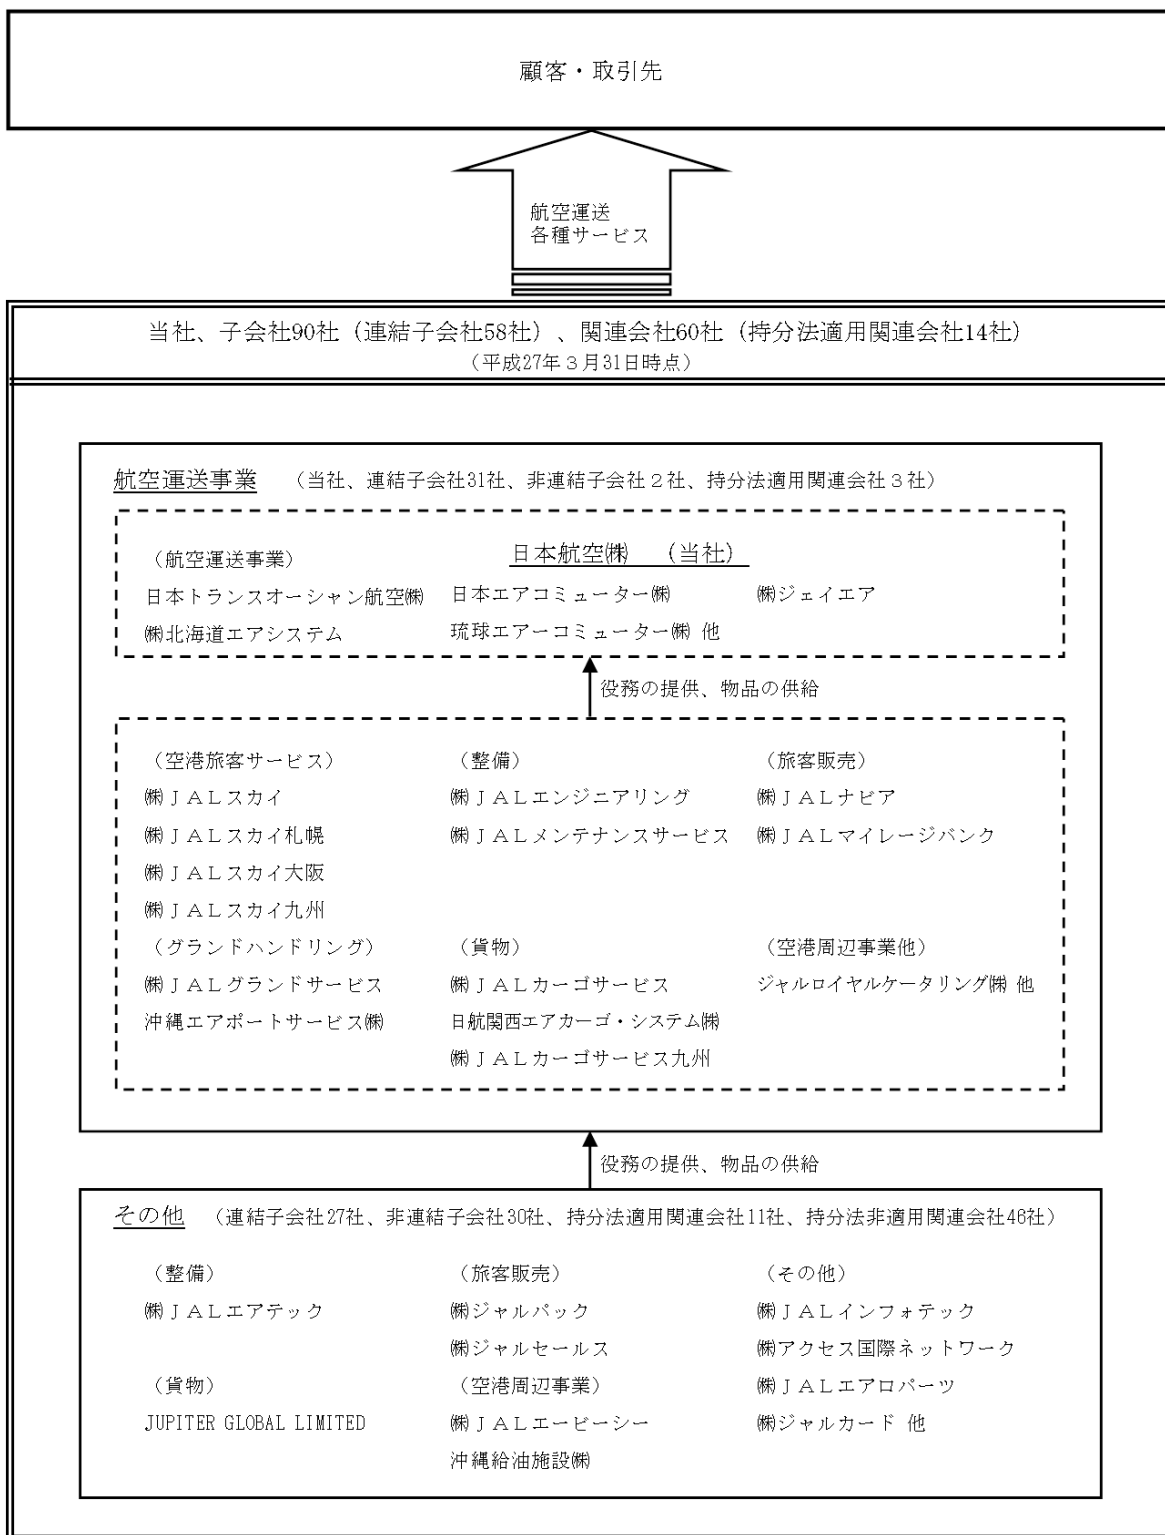 顧客・取引先
航空運送
各種サービス
当社、子会社90社(連結子会社58社)、関連会社60社(持分法適用関連会社14社)
(平成27年3月31日時点)
航空運送事業 (当社、連結子会社31社、非連結子会社2社、持分法適用関連会社3社)
(航空運送事業) 日本航空㈱ (当社)
日本トランスオーシャン航空㈱ 日本エアコミューター㈱ ㈱ジェイエア
㈱北海道エアシステム 琉球エアーコミューター㈱ 他
役務の提供、物品の供給
(空港旅客サービス) (整備) (旅客販売)
㈱JALスカイ ㈱JALエンジニアリング ㈱JALナビア
㈱JALスカイ札幌 ㈱JALメンテナンスサービス ㈱JALマイレージバンク
㈱JALスカイ大阪
㈱JALスカイ九州
(グランドハンドリング) (貨物) (空港周辺事業他)
㈱JALグランドサービス ㈱JALカーゴサービス ジャルロイヤルケータリング㈱ 他
沖縄エアポートサービス㈱ 日航関西エアカーゴ・システム㈱
㈱JALカーゴサービス九州
役務の提供、物品の供給
その他 (連結子会社27社、非連結子会社30社、持分法適用関連会社11社、持分法非適用関連会社46社)
(整備) (旅客販売) (その他)
㈱JALエアテック ㈱ジャルパック ㈱JALインフォテック
㈱ジャルセールス ㈱アクセス国際ネットワーク
(貨物) (空港周辺事業) ㈱JALエアロパーツ
JUPITER GLOBAL LIMITED ㈱JALエービーシー ㈱ジャルカード 他
沖縄給油施設㈱